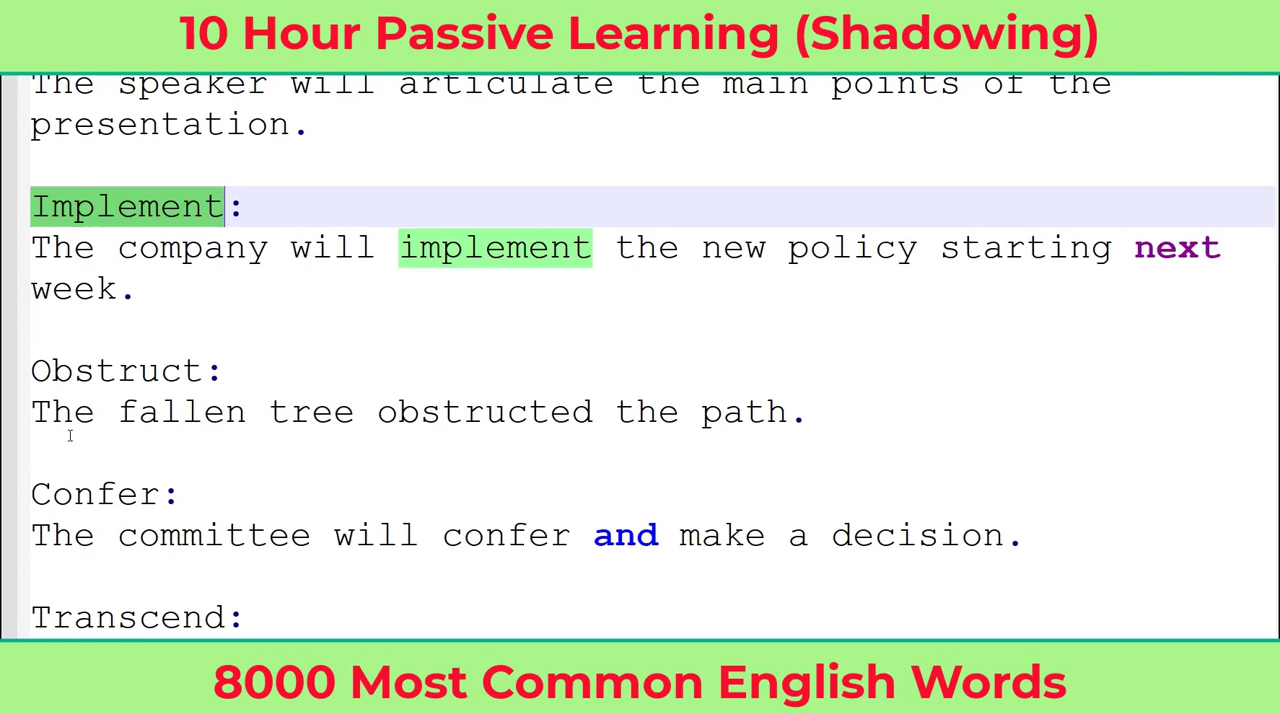 10 Hour Passive Learning (Shadowing)
The speaker will articulate the main points of the
presentation.
Implement:
The company will implement the new policy starting next
week.
Obstruct:
The fallen tree obstructed the path.
Confer:
The committee will confer and make a decision.
Transcend:
8000 Most Common English Words